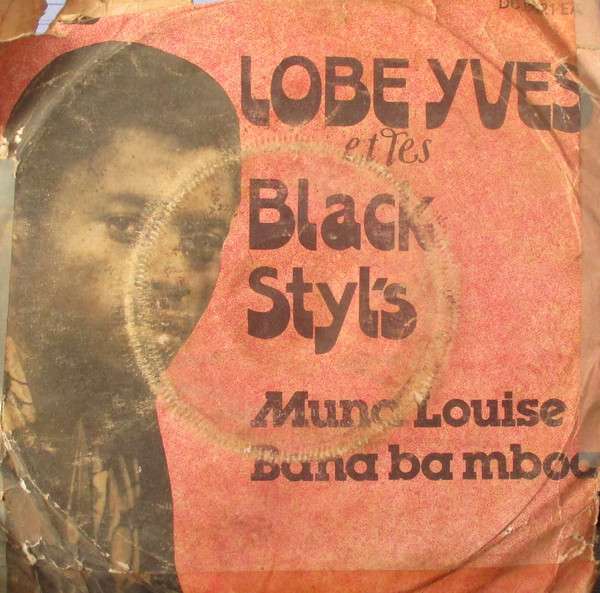 LOBE YVES
et les
Black
Styl's
Muna Louise
Bana ba mboa